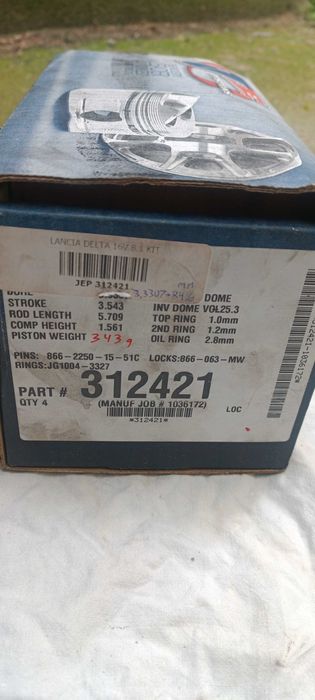 LANCIA DELTA 16V 8:1 KIT
JEP 312421
DOME
STROKE 3.543 INV DOME VOL25.3
ROD LENGTH 5.709 TOP RING 1.0mm
COMP HEIGHT 1.561 2ND RING 1.2mm
PISTON WEIGHT 343g OIL RING 2.8mm
PINS: 866-2250-15-51C LOCKS:866-063-MW
RINGS:JG1004-3327
PART # 312421
QTY 4 (MANUF JOB # 1036172) LOC
*312421*